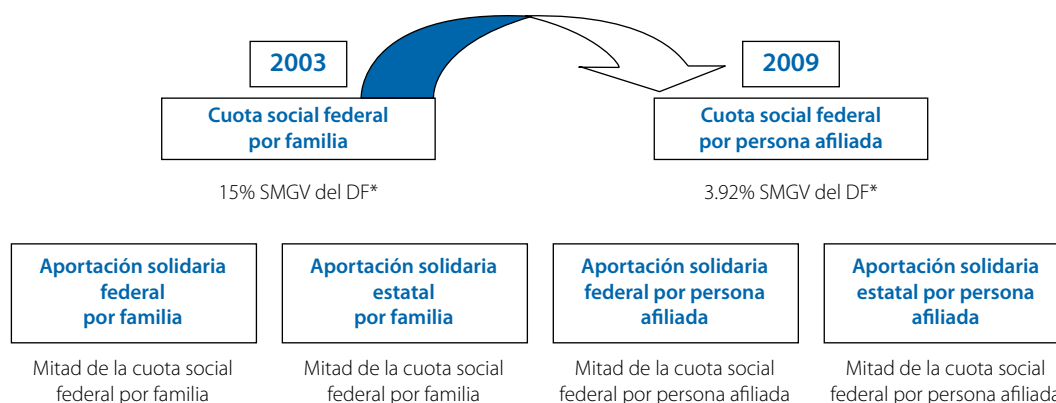 2003
2009
Cuota social federal
por familia
Cuota social federal
por persona afiliada
15% SMGV del DF*
3.92% SMGV del DF*
Aportación solidaria
federal
por familia
Aportación solidaria
estatal
por familia
Aportación solidaria
federal por persona
afiliada
Aportación solidaria
estatal por persona
afiliada
Mitad de la cuota social
federal por familia
Mitad de la cuota social
federal por familia
Mitad de la cuota social
federal por persona afiliada
Mitad de la cuota social
federal por persona afiliada